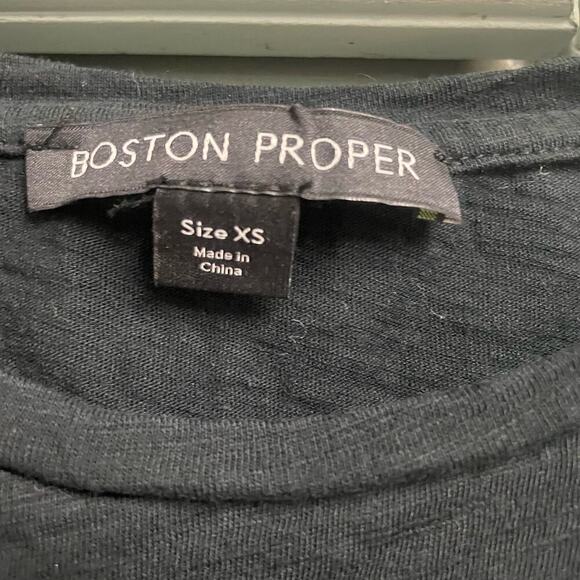 BOSTON PROPER
Size XS
Made in
China